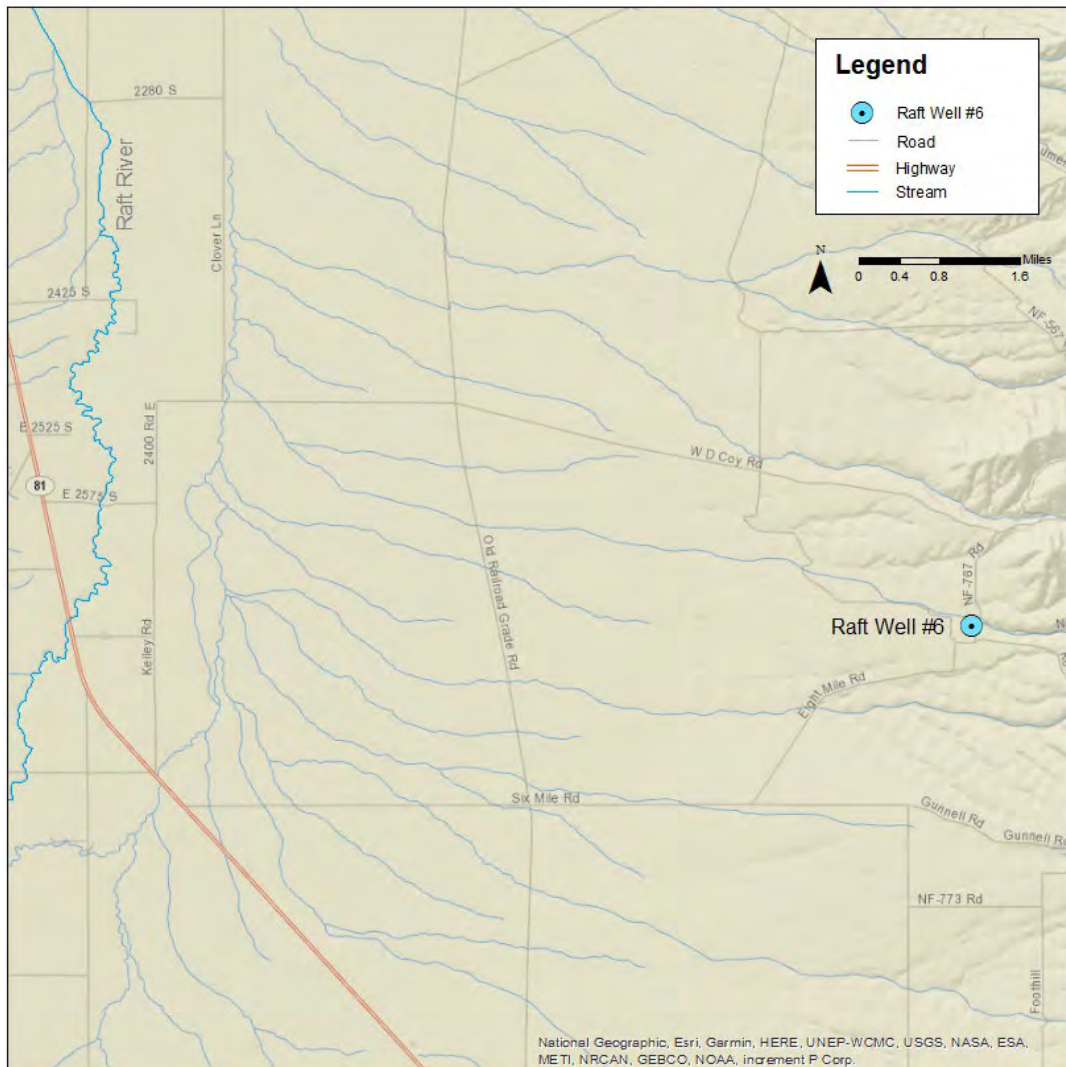 Legend
Raft Well #6
Road
Highway
Stream
N
Miles
0 0.4 0.8 1.6
2280 S
Raft River
Clover Ln
2425 S
NF-567
E 2525 S
2400 Rd E
W D Coy Rd
81
E 2575 S
Old Railroad Grade Rd
NF-767 Rd
Raft Well #6
Kelley Rd
Eight Mile Rd
Six Mile Rd
Gunnell Rd
Gunnell Rd
NF-773 Rd
Foothill
National Geographic, Esri, Garmin, HERE, UNEP-WCMC, USGS, NASA, ESA,
METI, NRCAN, GEBCO, NOAA, increment P Corp.